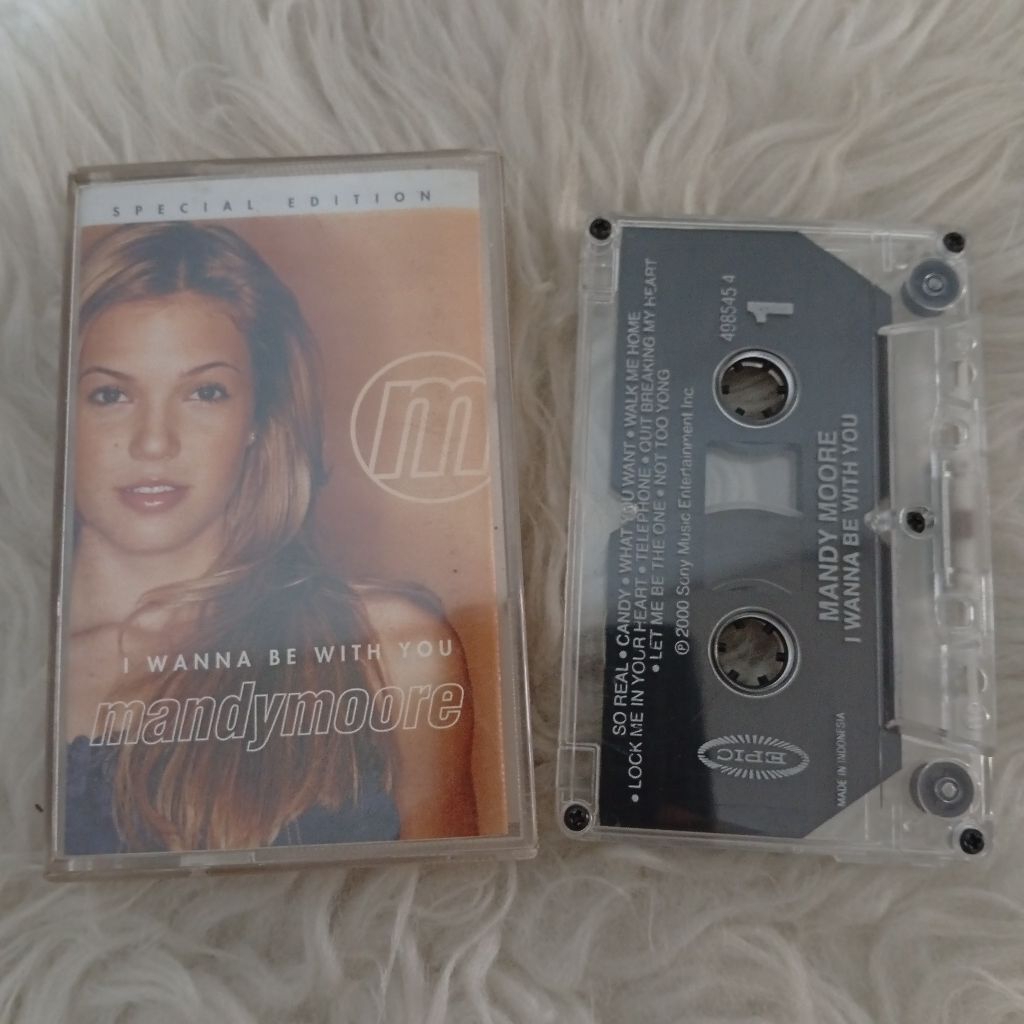 SPECIAL EDITION
m
I WANNA BE WITH YOU
mandymoore
SO REAL • CANDY • WHAT YOU WANT • WALK ME HOME
• LOCK ME IN YOUR HEART • TELEPHONE • QUIT BREAKING MY HEART
• LET ME BE THE ONE • NOT TOO YONG
℗ 2000 Sony Music Entertainment Inc
498545 4
1
EPIC
MANDY MOORE
I WANNA BE WITH YOU
MADE IN INDONESIA